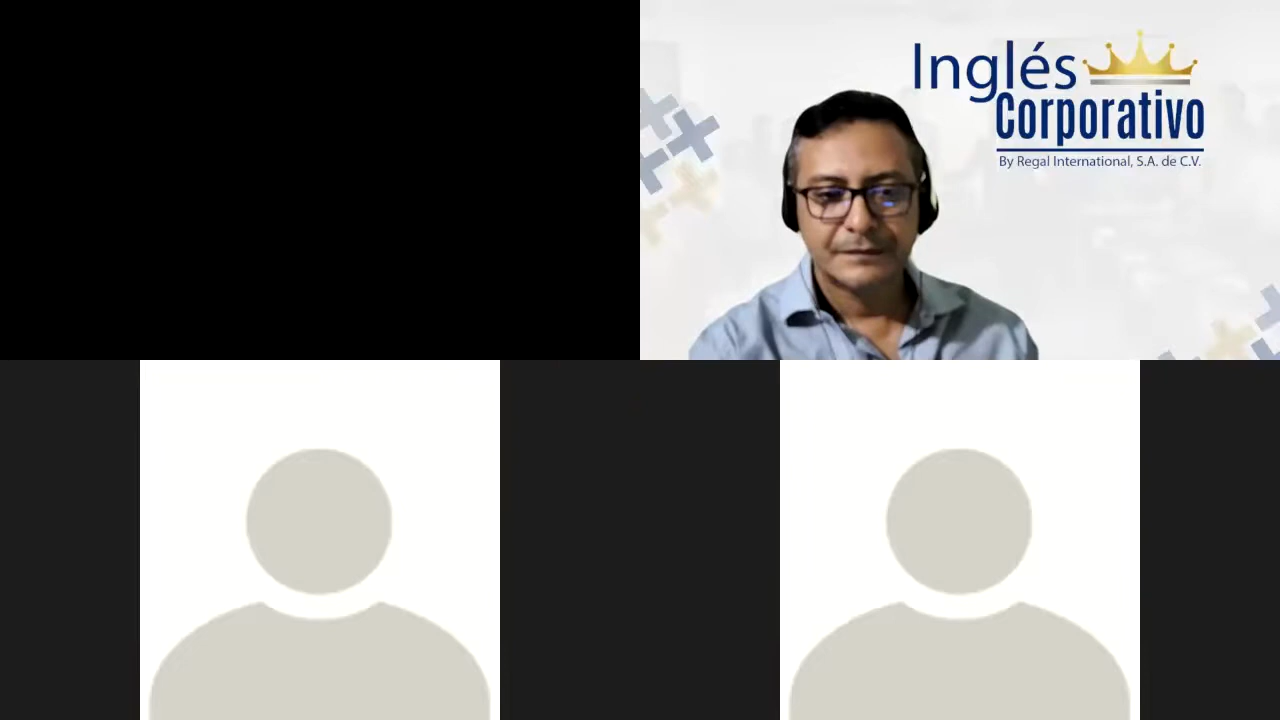 Inglés
Corporativo
By Regal International, S.A. de C.V.